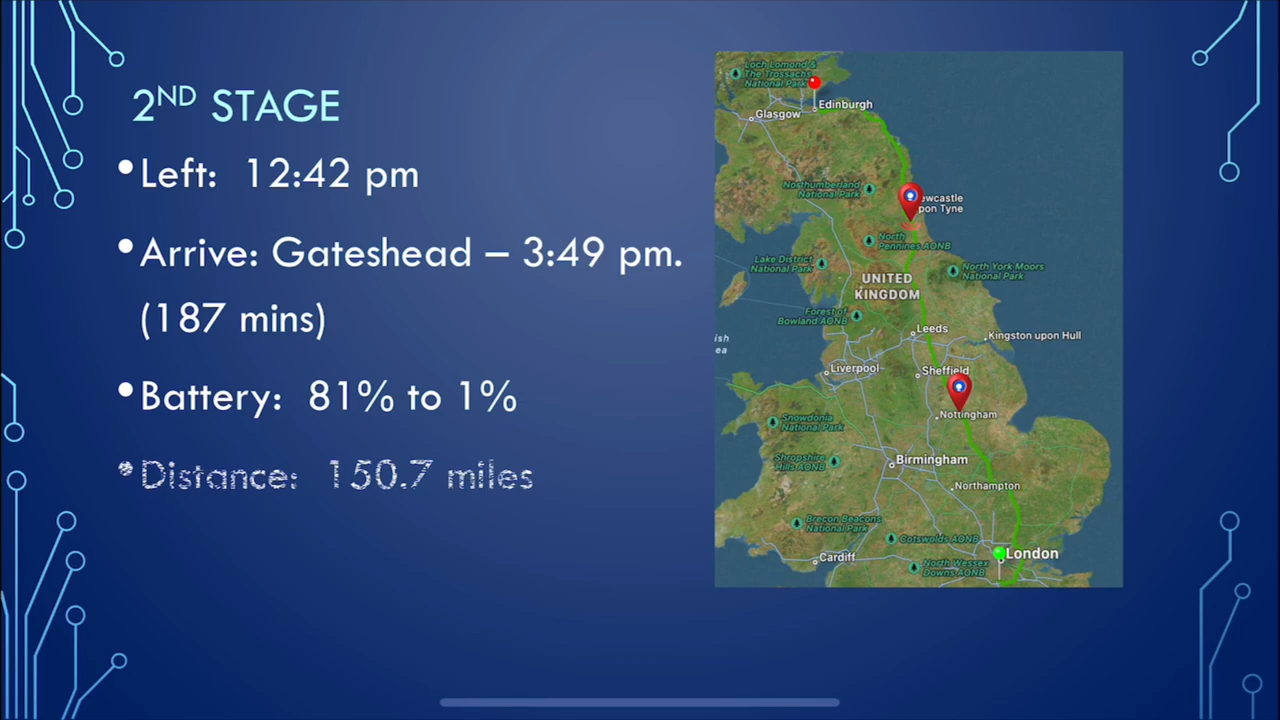 2ND STAGE
•Left: 12:42 pm
•Arrive: Gateshead – 3:49 pm.
(187 mins)
•Battery: 81% to 1%
•Distance: 150.7 miles
Loch Lomond &
The Trossachs
National Park
Edinburgh
Glasgow
Northumberland
National Park
ewcastle
pon Tyne
North
Pennines AONB
Lake District
National Park
North York Moors
National Park
UNITED
KINGDOM
Forest of
Bowland AONB
Leeds
Kingston upon Hull
ish
ea
Liverpool
Sheffield
Nottingham
Snowdonia
National Park
Shropshire
Hills AONB
Birmingham
Northampton
Brecon Beacons
National Park
Cotswolds AONB
Cardiff
London
North Wessex
Downs AONB